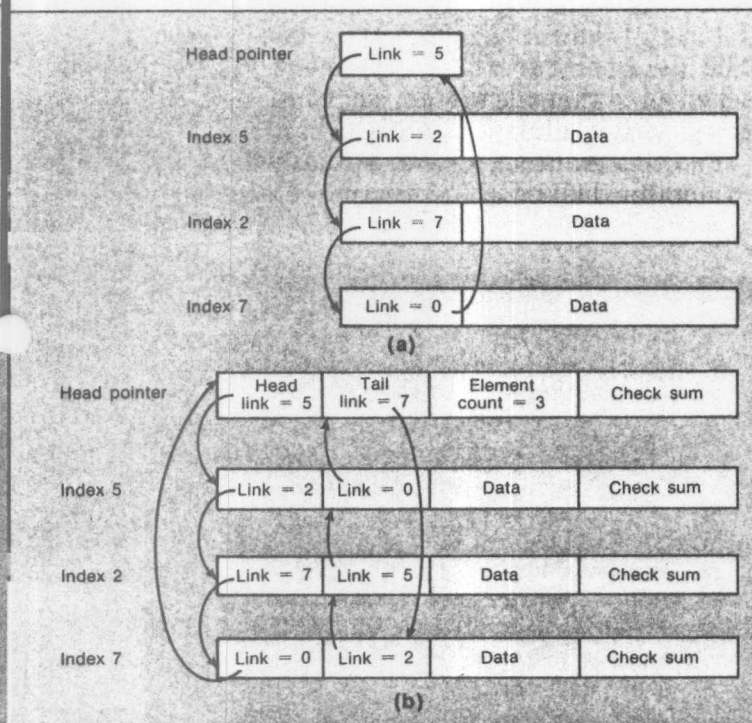 Head pointer Link = 5
Index 5 Link = 2 Data
Index 2 Link = 7 Data
Index 7 Link = 0 Data
(a)
Head pointer Head link = 5 Tail link = 7 Element count = 3 Check sum
Index 5 Link = 2 Link = 0 Data Check sum
Index 2 Link = 7 Link = 5 Data Check sum
Index 7 Link = 0 Link = 2 Data Check sum
(b)